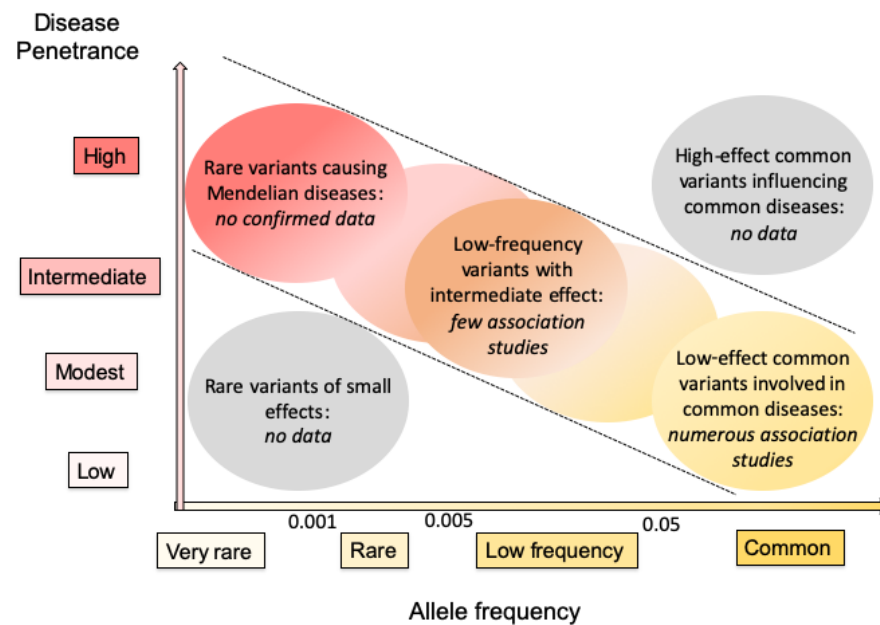 Disease
Penetrance
High
Intermediate
Modest
Low
Rare variants causing
Mendelian diseases:
no confirmed data
High-effect common
variants influencing
common diseases:
no data
Low-frequency
variants with
intermediate effect:
few association
studies
Rare variants of small
effects:
no data
Low-effect common
variants involved in
common diseases:
numerous association
studies
0.001
0.005
0.05
Very rare
Rare
Low frequency
Common
Allele frequency